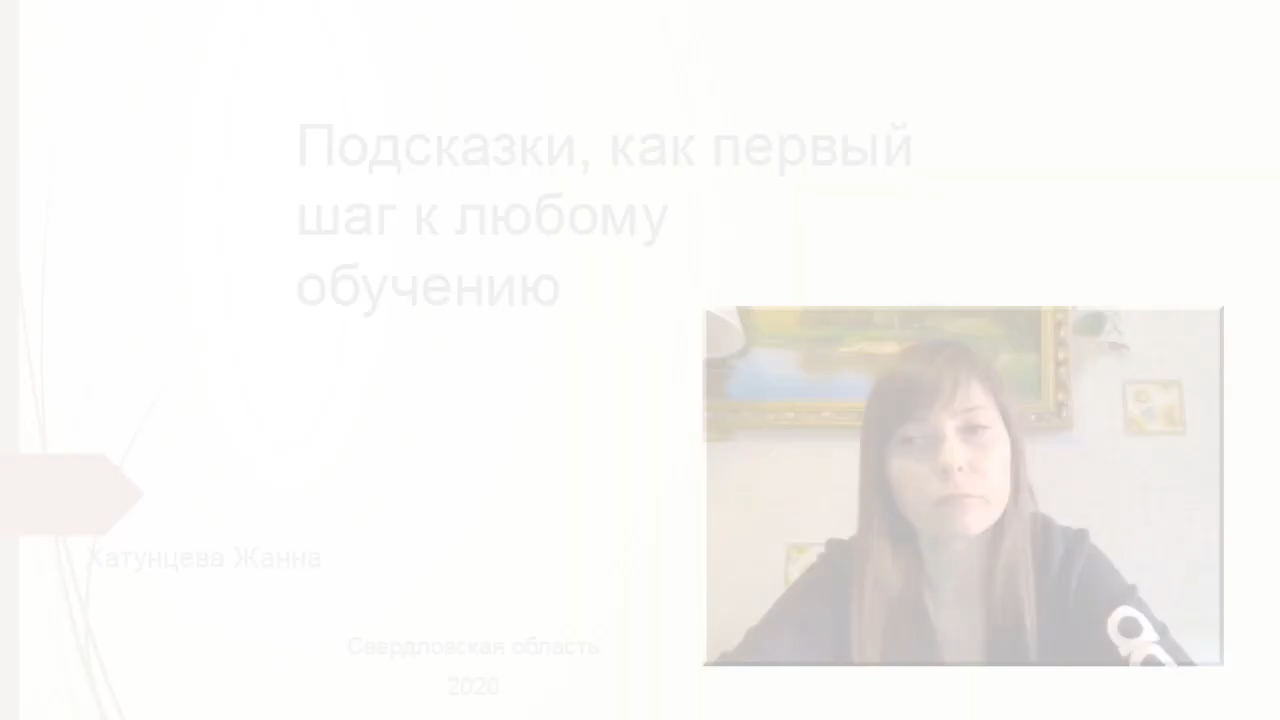 Подсказки, как первый
шаг к любому
обучению
Хатунцева Жанна
Свердловская область
2020